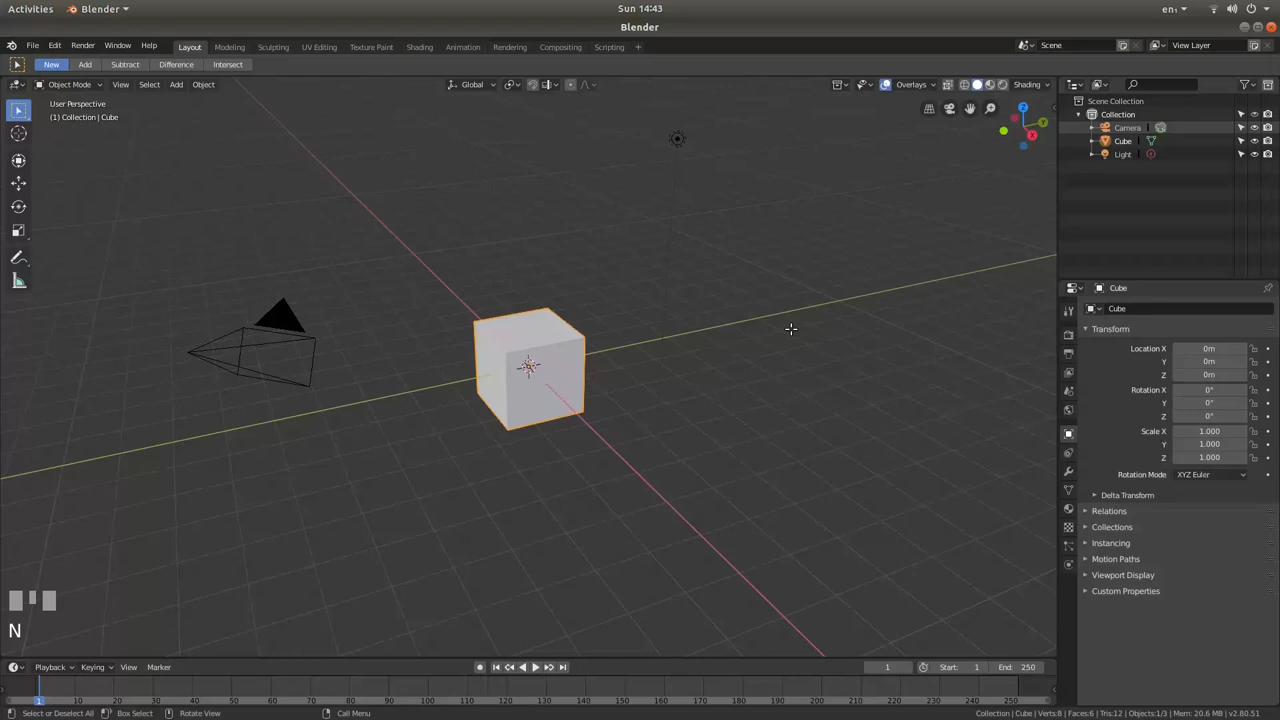 Activities Blender Sun 14:43 en₁
Blender
File Edit Render Window Help Layout Modeling Sculpting UV Editing Texture Paint Shading Animation Rendering Compositing Scripting + Scene View Layer
New Add Subtract Difference Intersect
Object Mode View Select Add Object Global Overlays Shading
User Perspective
(1) Collection | Cube
Y
Z
X
Scene Collection
Collection
Camera
Cube
Light
Cube
Cube
Transform
Location X 0m
Y 0m
Z 0m
Rotation X 0°
Y 0°
Z 0°
Scale X 1.000
Y 1.000
Z 1.000
Rotation Mode XYZ Euler
Delta Transform
Relations
Collections
Instancing
Motion Paths
Viewport Display
Custom Properties
N
Playback Keying View Marker 1 Start: 1 End: 250
1 10 20 30 40 50 60 70 80 90 100 110 120 130 140 150 160 170 180 190 200 210 220 230 240 250
Select or Deselect All Box Select Rotate View Call Menu Collection | Cube | Verts:8 | Faces:6 | Tris:12 | Objects:1/3 | Mem: 20.6 MB | v2.80.51